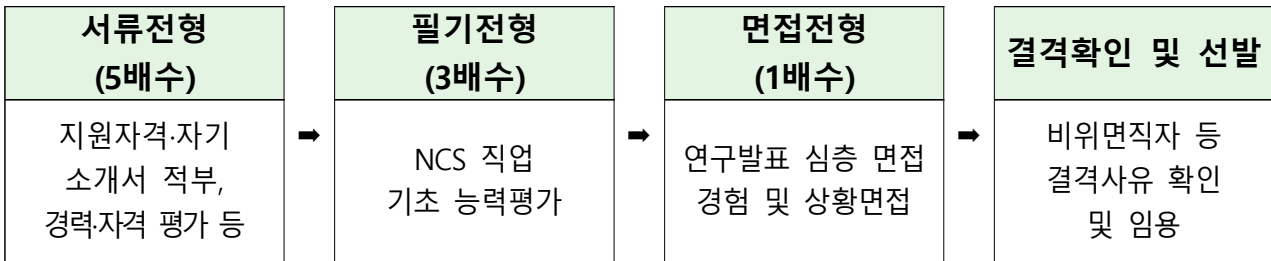 서류전형
(5배수)
지원자격·자기
소개서 적부,
경력·자격 평가 등
➡
필기전형
(3배수)
NCS 직업
기초 능력평가
➡
면접전형
(1배수)
연구발표 심층 면접
경험 및 상황면접
➡
결격확인 및 선발
비위면직자 등
결격사유 확인
및 임용